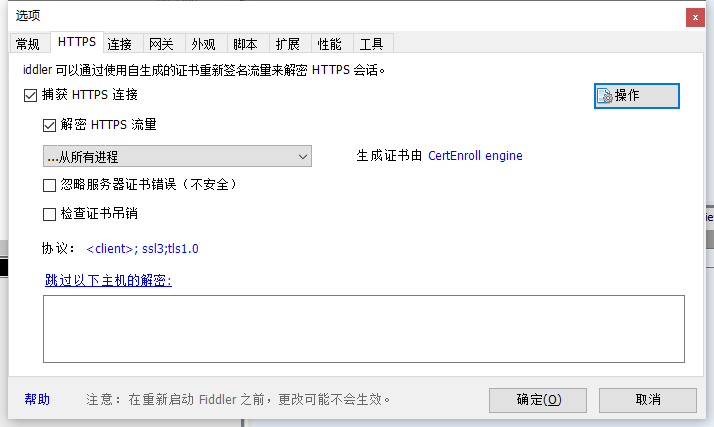 选项
x
常规 HTTPS 连接 网关 外观 脚本 扩展 性能 工具
iddler 可以通过使用自生成的证书重新签名流量来解密 HTTPS 会话。
捕获 HTTPS 连接
操作
解密 HTTPS 流量
...从所有进程
生成证书由 CertEnroll engine
忽略服务器证书错误（不安全）
检查证书吊销
协议： <client>; ssl3;tls1.0
跳过以下主机的解密:
帮助
注意：在重新启动 Fiddler 之前，更改可能不会生效。
确定(O)
取消